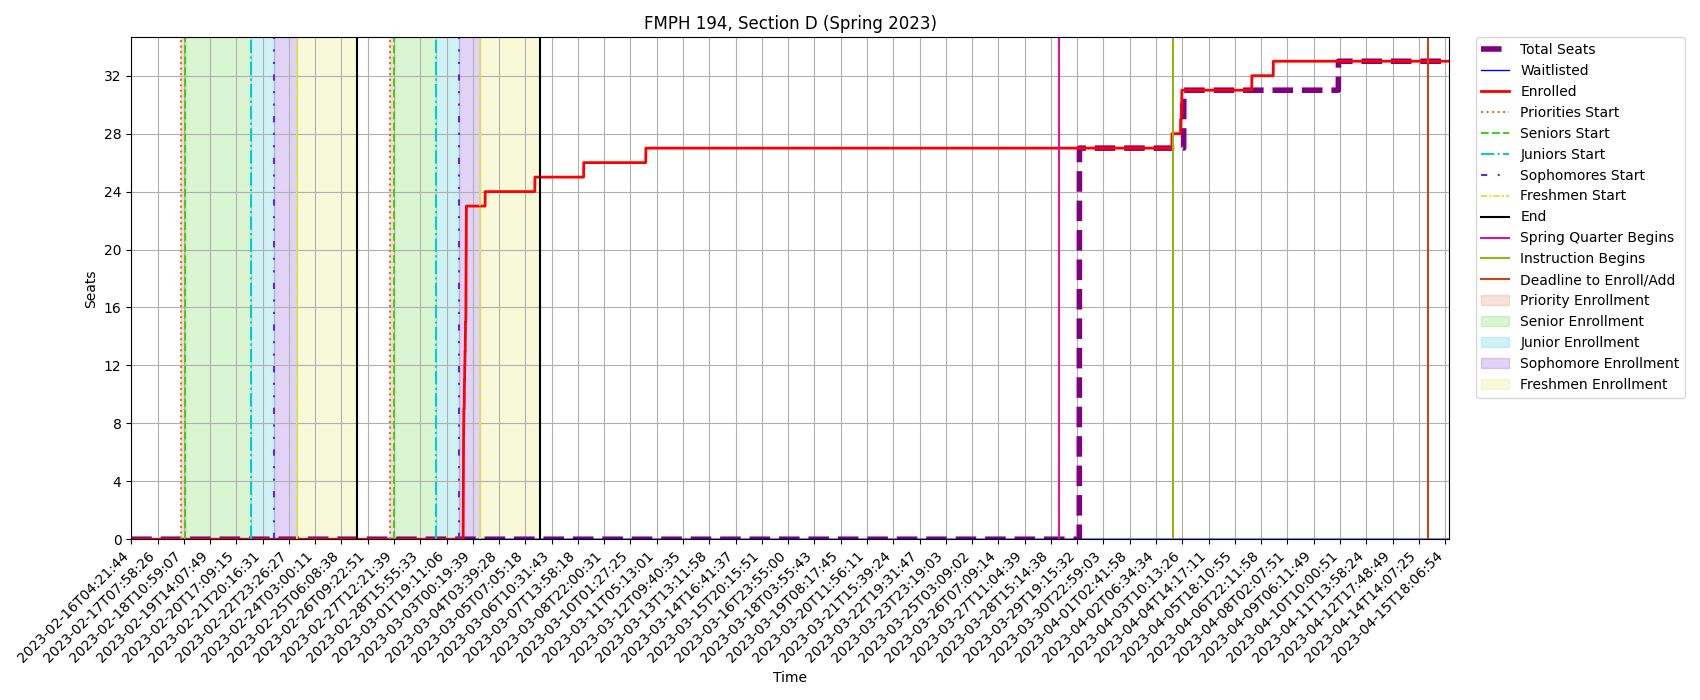 FMPH 194, Section D (Spring 2023)
Seats
32
28
24
20
16
12
8
4
0
2023-02-16T04:21:44
2023-02-17T07:58:26
2023-02-18T10:59:07
2023-02-19T14:07:49
2023-02-20T17:09:15
2023-02-21T20:16:31
2023-02-22T23:26:27
2023-02-24T03:00:11
2023-02-25T06:08:38
2023-02-26T09:22:51
2023-02-27T12:21:39
2023-02-28T15:55:33
2023-03-01T19:11:06
2023-03-03T00:19:39
2023-03-04T03:39:28
2023-03-05T07:05:18
2023-03-06T10:31:43
2023-03-07T13:58:18
2023-03-08T22:00:31
2023-03-10T01:27:25
2023-03-11T05:13:01
2023-03-12T09:40:35
2023-03-13T13:11:58
2023-03-14T16:41:37
2023-03-15T20:15:51
2023-03-16T23:55:00
2023-03-18T03:55:43
2023-03-19T08:17:45
2023-03-20T11:56:11
2023-03-21T15:39:24
2023-03-22T19:31:47
2023-03-23T23:19:03
2023-03-25T03:09:02
2023-03-26T07:09:14
2023-03-27T11:04:39
2023-03-28T15:14:38
2023-03-29T19:15:32
2023-03-30T22:59:03
2023-04-01T02:41:58
2023-04-02T06:34:34
2023-04-03T10:13:26
2023-04-04T14:17:11
2023-04-05T18:10:55
2023-04-06T22:11:58
2023-04-08T02:07:51
2023-04-09T06:11:49
2023-04-10T10:00:51
2023-04-11T13:58:24
2023-04-12T17:48:49
2023-04-14T14:07:25
2023-04-15T18:06:54
Time
Total Seats
Waitlisted
Enrolled
Priorities Start
Seniors Start
Juniors Start
Sophomores Start
Freshmen Start
End
Spring Quarter Begins
Instruction Begins
Deadline to Enroll/Add
Priority Enrollment
Senior Enrollment
Junior Enrollment
Sophomore Enrollment
Freshmen Enrollment